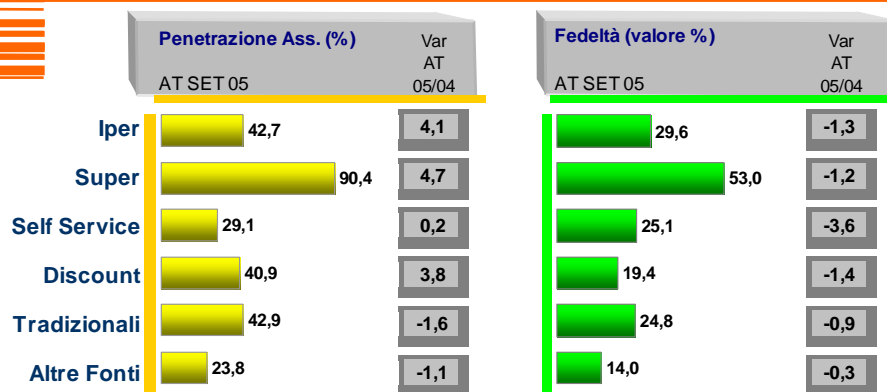 Penetrazione Ass. (%)
Var
AT
05/04
AT SET 05
Fedeltà (valore %)
Var
AT
05/04
AT SET 05
Iper 42,7 4,1 29,6 -1,3
Super 90,4 4,7 53,0 -1,2
Self Service 29,1 0,2 25,1 -3,6
Discount 40,9 3,8 19,4 -1,4
Tradizionali 42,9 -1,6 24,8 -0,9
Altre Fonti 23,8 -1,1 14,0 -0,3